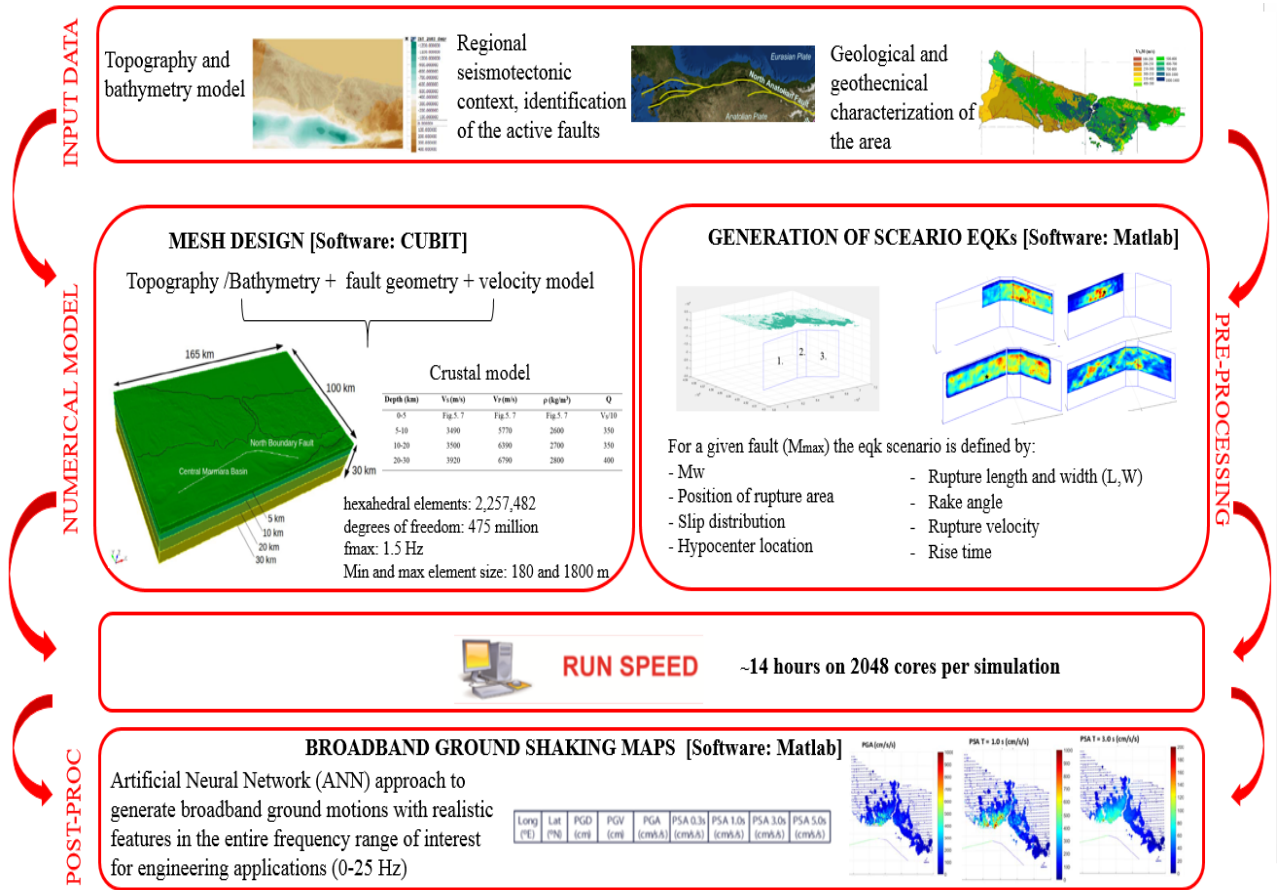 INPUT DATA
Topography and
bathymetry model
Regional
seismotectonic
context, identification
of the active faults
Eurasian Plate
North Anatolian Fault
Anatolian Plate
Geological and
geothecnical
characterization of
the area
NUMERICAL MODEL
MESH DESIGN [Software: CUBIT]
Topography /Bathymetry + fault geometry + velocity model
165 km
100 km
30 km
North Boundary Fault
Central Marmara Basin
5 km
10 km
20 km
30 km
Crustal model
Depth (km) VS (m/s) VP (m/s) ρ (kg/m³) Q
0-5 Fig.5. 7 Fig.5. 7 Fig.5. 7 Vs/10
5-10 3490 5770 2600 350
10-20 3500 6390 2700 350
20-30 3920 6790 2800 400
hexahedral elements: 2,257,482
degrees of freedom: 475 million
fmax: 1.5 Hz
Min and max element size: 180 and 1800 m
PRE-PROCESSING
GENERATION OF SCEARIO EQKs [Software: Matlab]
1. 2. 3.
For a given fault (Mmax) the eqk scenario is defined by:
- Mw
- Position of rupture area
- Slip distribution
- Hypocenter location
- Rupture length and width (L,W)
- Rake angle
- Rupture velocity
- Rise time
RUN SPEED
~14 hours on 2048 cores per simulation
POST-PROC
BROADBAND GROUND SHAKING MAPS [Software: Matlab]
Artificial Neural Network (ANN) approach to
generate broadband ground motions with realistic
features in the entire frequency range of interest
for engineering applications (0-25 Hz)
Long Lat PGD PGV PGA PSA 0.3s PSA 1.0s PSA 3.0s PSA 5.0s
(ºE) (ºN) (cm) (cm) (cm/s/s) (cm/s/s) (cm/s/s) (cm/s/s) (cm/s/s)
PGA (cm/s/s)
PSA T = 1.0 s (cm/s/s)
PSA T = 3.0 s (cm/s/s)